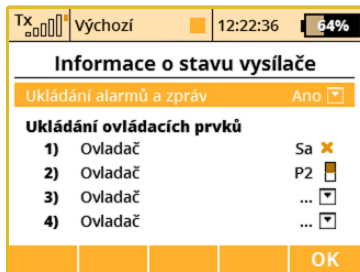 Tx Výchozí 12:22:36 64%
Informace o stavu vysílače
Ukládání alarmů a zpráv Ano
Ukládání ovládacích prvků
1) Ovladač Sa
2) Ovladač P2
3) Ovladač ...
4) Ovladač ...
OK